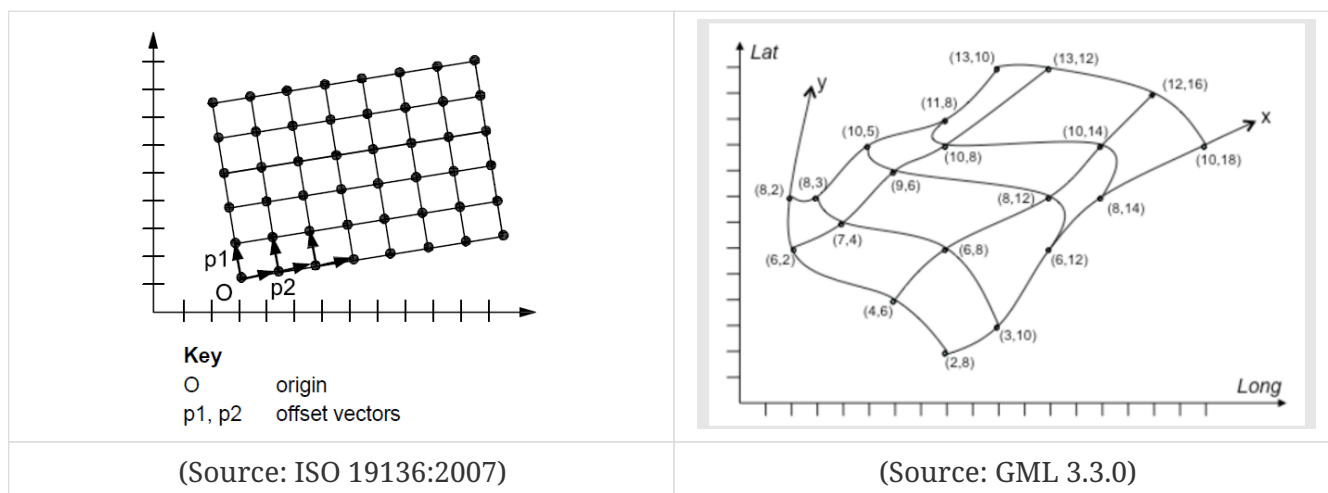 p1
O
p2
Key
O origin
p1, p2 offset vectors
(Source: ISO 19136:2007)
Lat
y
(13,10)
(13,12)
(12,16)
(11,8)
x
(10,5)
(10,14)
(10,8)
(10,18)
(8,2)
(8,3)
(9,6)
(8,12)
(8,14)
(7,4)
(6,2)
(6,8)
(6,12)
(4,6)
(3,10)
(2,8)
Long
(Source: GML 3.3.0)